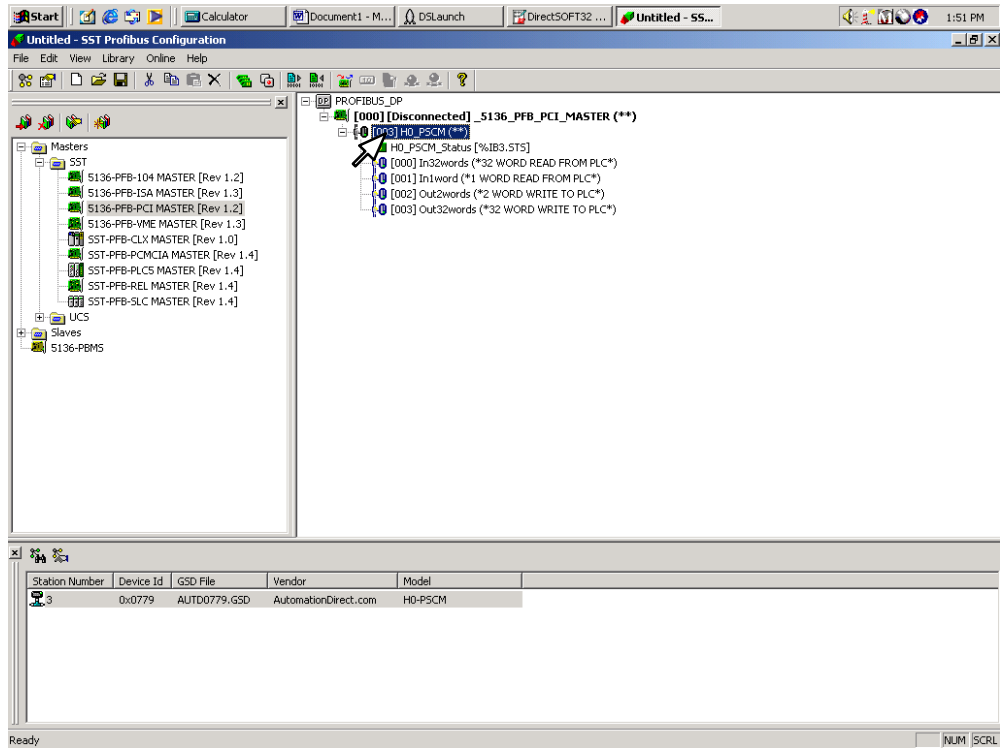 Start
Calculator
Document1 - M...
DSLaunch
DirectSOFT32 ...
Untitled - SS...
1:51 PM
Untitled - SST Profibus Configuration
File Edit View Library Online Help
PROFIBUS_DP
[000] [Disconnected] _5136_PFB_PCI_MASTER (**)
[003] H0_PSCM (**)
H0_PSCM_Status [%IB3.STS]
[000] In32words (*32 WORD READ FROM PLC*)
[001] In1word (*1 WORD READ FROM PLC*)
[002] Out2words (*2 WORD WRITE TO PLC*)
[003] Out32words (*32 WORD WRITE TO PLC*)
Masters
SST
5136-PFB-104 MASTER [Rev 1.2]
5136-PFB-ISA MASTER [Rev 1.3]
5136-PFB-PCI MASTER [Rev 1.2]
5136-PFB-VME MASTER [Rev 1.3]
SST-PFB-CLX MASTER [Rev 1.0]
SST-PFB-PCMCIA MASTER [Rev 1.4]
SST-PFB-PLC5 MASTER [Rev 1.4]
SST-PFB-REL MASTER [Rev 1.4]
SST-PFB-SLC MASTER [Rev 1.4]
UCS
Slaves
5136-PBMS
Station Number Device Id GSD File Vendor Model
3 0x0779 AUTD0779.GSD AutomationDirect.com H0-PSCM
Ready
NUM SCRL